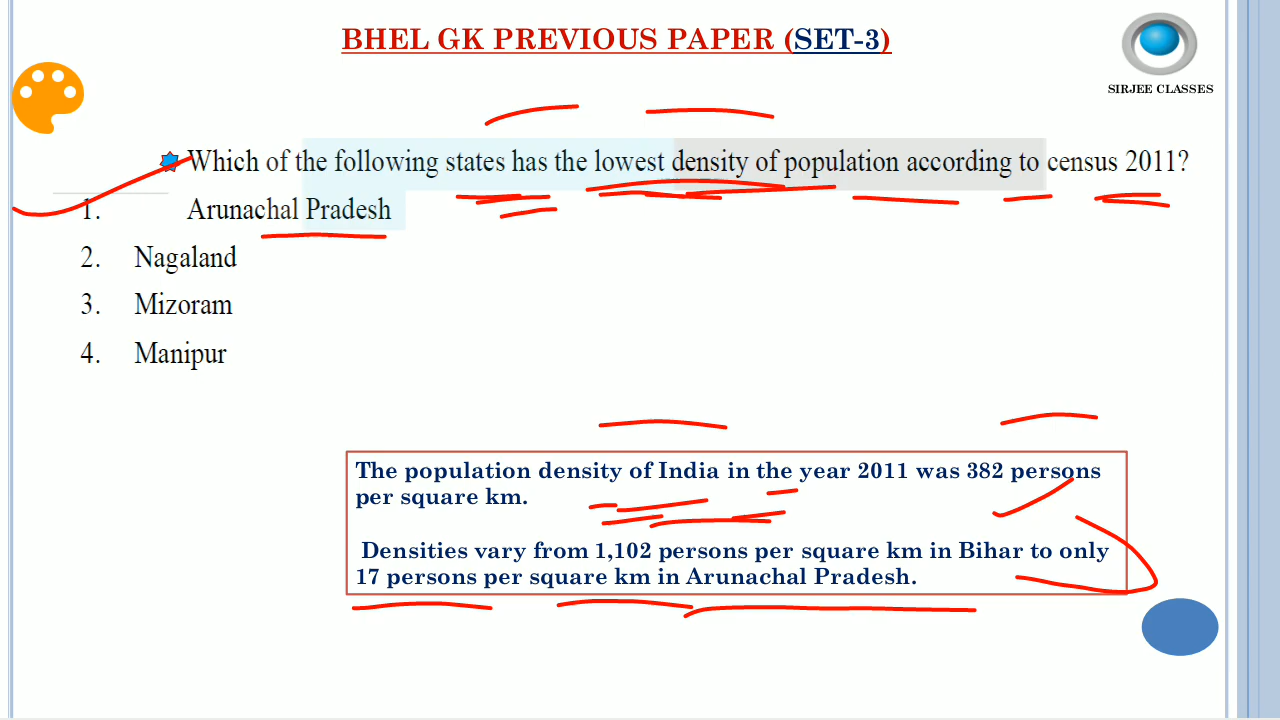 BHEL GK PREVIOUS PAPER (SET-3)
SIRJEE CLASSES
Which of the following states has the lowest density of population according to census 2011?
1. Arunachal Pradesh
2. Nagaland
3. Mizoram
4. Manipur
The population density of India in the year 2011 was 382 persons
per square km.
Densities vary from 1,102 persons per square km in Bihar to only
17 persons per square km in Arunachal Pradesh.